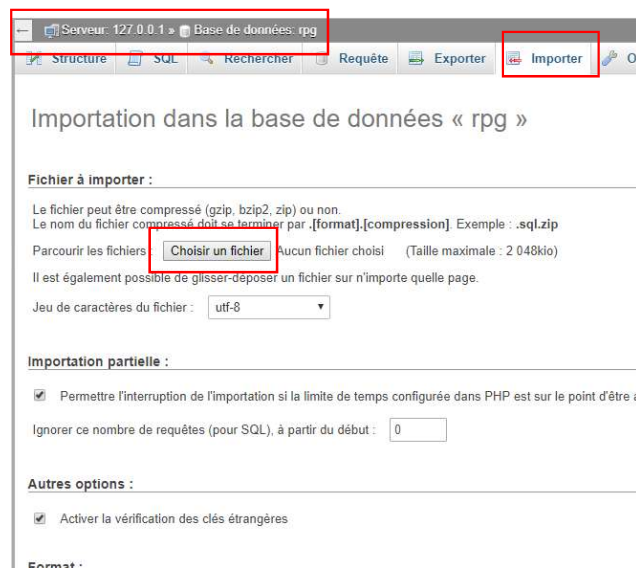 ← Serveur: 127.0.0.1 » Base de données: rpg
Structure SQL Rechercher Requête Exporter Importer
Importation dans la base de données « rpg »
Fichier à importer :
Le fichier peut être compressé (gzip, bzip2, zip) ou non.
Le nom du fichier compressé doit se terminer par .[format].[compression]. Exemple : .sql.zip
Parcourir les fichiers : Choisir un fichier Aucun fichier choisi (Taille maximale : 2 048kio)
Il est également possible de glisser-déposer un fichier sur n'importe quelle page.
Jeu de caractères du fichier : utf-8
Importation partielle :
Permettre l'interruption de l'importation si la limite de temps configurée dans PHP est sur le point d'être
Ignorer ce nombre de requêtes (pour SQL), à partir du début : 0
Autres options :
Activer la vérification des clés étrangères
Format :